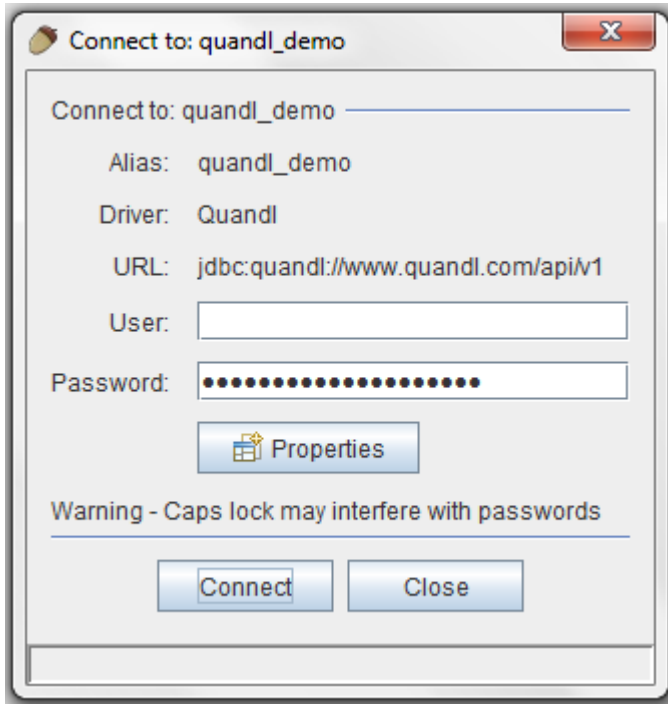 Connect to: quandl_demo
Connect to: quandl_demo
Alias: quandl_demo
Driver: Quandl
URL: jdbc:quandl://www.quandl.com/api/v1
User:
Password: ●●●●●●●●●●●●●●●●●●●●
Properties
Warning - Caps lock may interfere with passwords
Connect Close